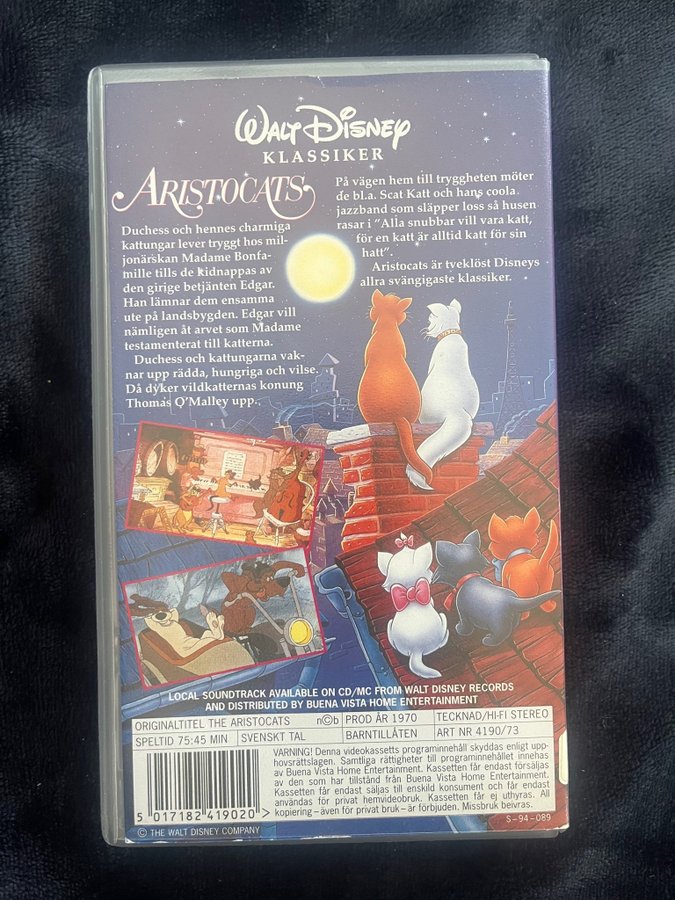 WALT DISNEY
KLASSIKER
ARISTOCATS
Duchess och hennes charmiga
kattungar lever tryggt hos mil-
jonärskan Madame Bonfa-
mille tills de kidnappas av
den girige betjänten Edgar.
Han lämnar dem ensamma
ute på landsbygden. Edgar vill
nämligen åt arvet som Madame
testamenterat till katterna.
Duchess och kattungarna vak-
nar upp rädda, hungriga och vilse.
Då dyker vildkatternas konung
Thomas O'Malley upp.
På vägen hem till tryggheten möter
de bl.a. Scat Katt och hans coola
jazzband som släpper loss så husen
rasar i "Alla snubbar vill vara katt,
för en katt är alltid katt för sin
hatt".
Aristocats är tveklöst Disneys
allra svängigaste klassiker.
LOCAL SOUNDTRACK AVAILABLE ON CD/MC FROM WALT DISNEY RECORDS
AND DISTRIBUTED BY BUENA VISTA HOME ENTERTAINMENT
ORIGINALTITEL THE ARISTOCATS n©b PROD ÅR 1970 TECKNAD/HI-FI STEREO
SPELTID 75:45 MIN SVENSKT TAL BARNTILLÅTEN ART NR 4190/73
VARNING! Denna videokassetts programinnehåll skyddas enligt upp-
hovsrättslagen. Samtliga rättigheter till programinnehållet innehas
av Buena Vista Home Entertainment. Kassetten får endast försäljas
av den som har tillstånd från Buena Vista Home Entertainment.
Kassetten får endast säljas till enskild konsument och får endast
användas för privat hemvideobruk. Kassetten får ej uthyras. All
kopiering – även för privat bruk – är förbjuden. Missbruk beivras.
5 017182 419020 >
S-94-089
© THE WALT DISNEY COMPANY